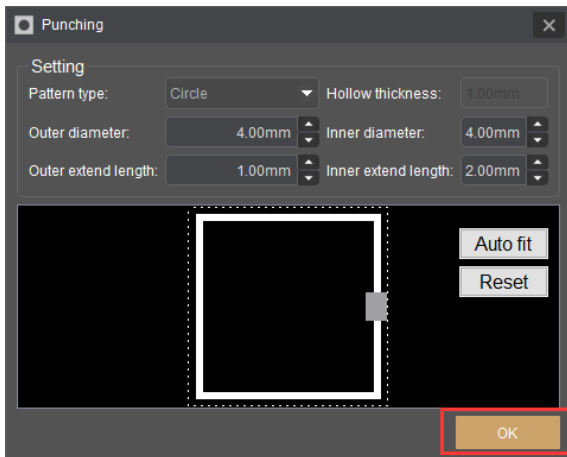 Punching
Setting
Pattern type: Circle Hollow thickness: 1.00mm
Outer diameter: 4.00mm Inner diameter: 4.00mm
Outer extend length: 1.00mm Inner extend length: 2.00mm
Auto fit
Reset
OK